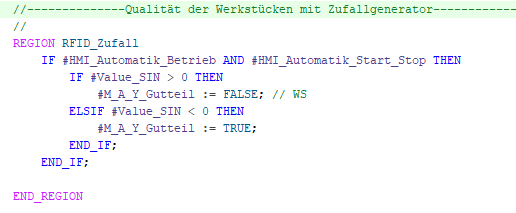 //--------------Qualität der Werkstücken mit Zufallgenerator------------
//
REGION RFID_Zufall
IF #HMI_Automatik_Betrieb AND #HMI_Automatik_Start_Stop THEN
IF #Value_SIN > 0 THEN
#M_A_Y_Gutteil := FALSE; // WS
ELSIF #Value_SIN < 0 THEN
#M_A_Y_Gutteil := TRUE;
END_IF;
END_IF;
END_REGION